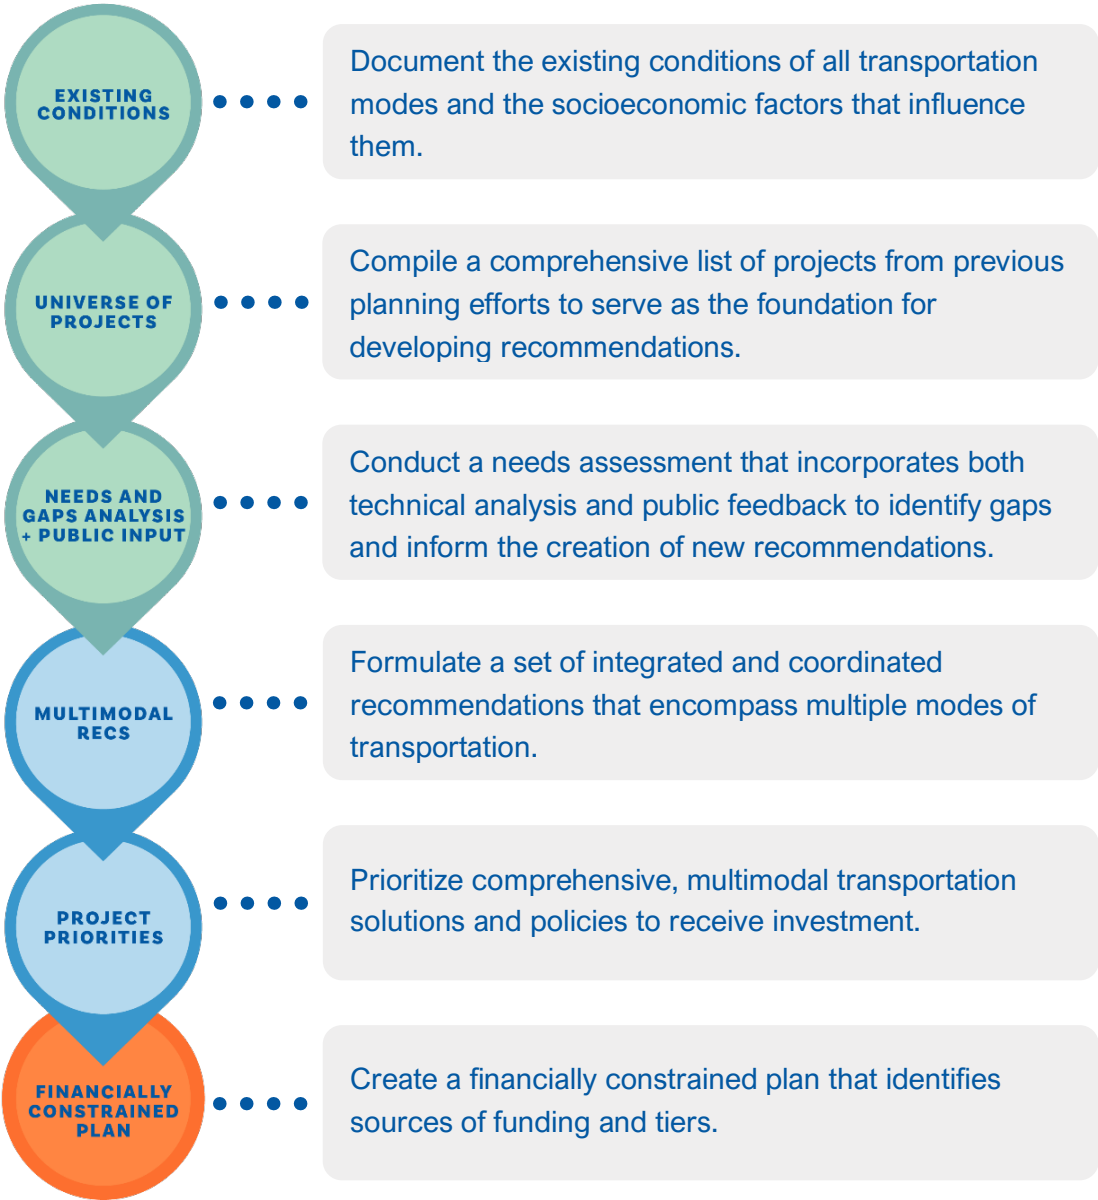 EXISTING
CONDITIONS
Document the existing conditions of all transportation
modes and the socioeconomic factors that influence
them.
UNIVERSE OF
PROJECTS
Compile a comprehensive list of projects from previous
planning efforts to serve as the foundation for
developing recommendations.
NEEDS AND
GAPS ANALYSIS
+ PUBLIC INPUT
Conduct a needs assessment that incorporates both
technical analysis and public feedback to identify gaps
and inform the creation of new recommendations.
MULTIMODAL
RECS
Formulate a set of integrated and coordinated
recommendations that encompass multiple modes of
transportation.
PROJECT
PRIORITIES
Prioritize comprehensive, multimodal transportation
solutions and policies to receive investment.
FINANCIALLY
CONSTRAINED
PLAN
Create a financially constrained plan that identifies
sources of funding and tiers.